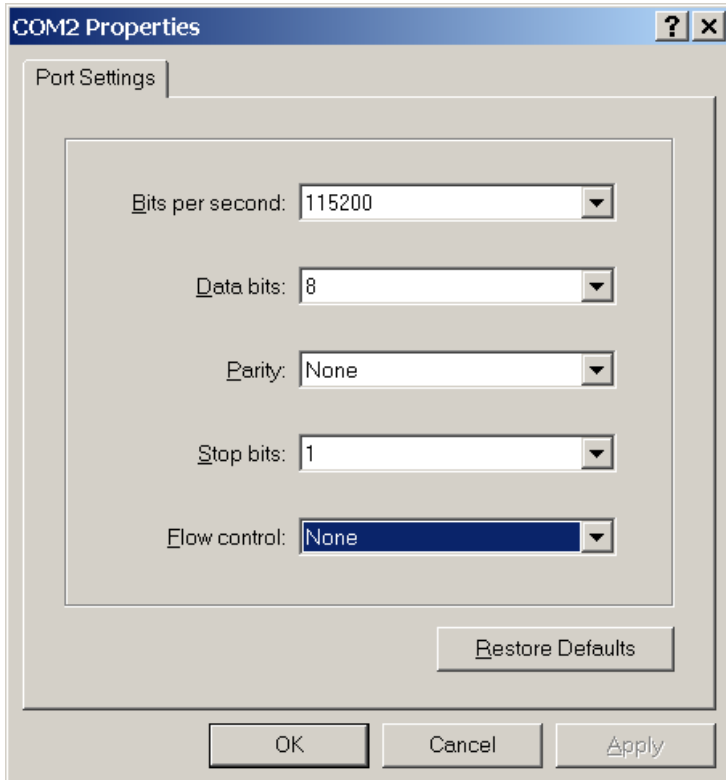 COM2 Properties
Port Settings
Bits per second: 115200
Data bits: 8
Parity: None
Stop bits: 1
Flow control: None
Restore Defaults
OK Cancel Apply